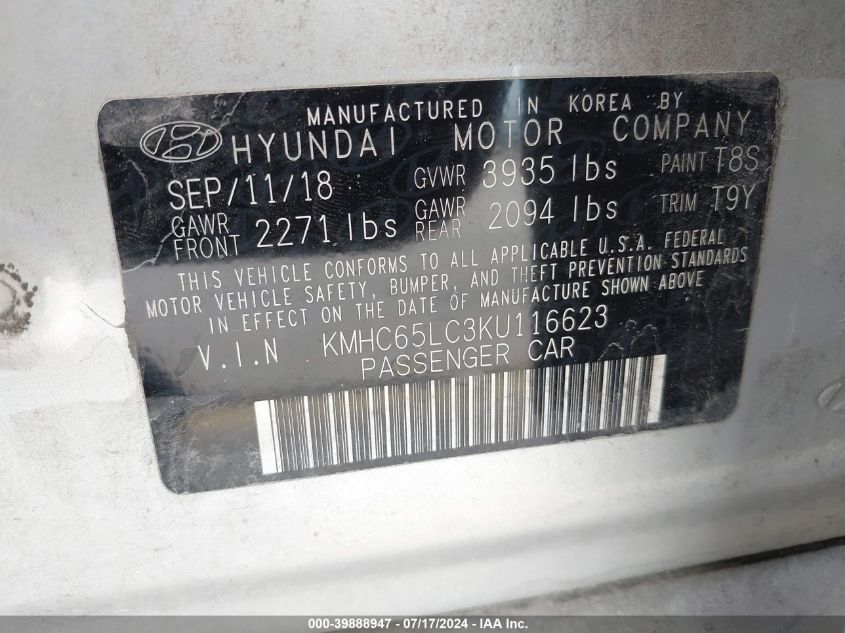 MANUFACTURED IN KOREA BY
HYUNDAI MOTOR COMPANY
SEP/11/18 GVWR 3935 lbs PAINT T8S
GAWR FRONT 2271 lbs GAWR REAR 2094 lbs TRIM T9Y
THIS VEHICLE CONFORMS TO ALL APPLICABLE U.S.A. FEDERAL
MOTOR VEHICLE SAFETY, BUMPER, AND THEFT PREVENTION STANDARDS
IN EFFECT ON THE DATE OF MANUFACTURE SHOWN ABOVE
V.I.N KMHC65LC3KU116623
PASSENGER CAR
000-39888947 - 07/17/2024 - IAAI.com